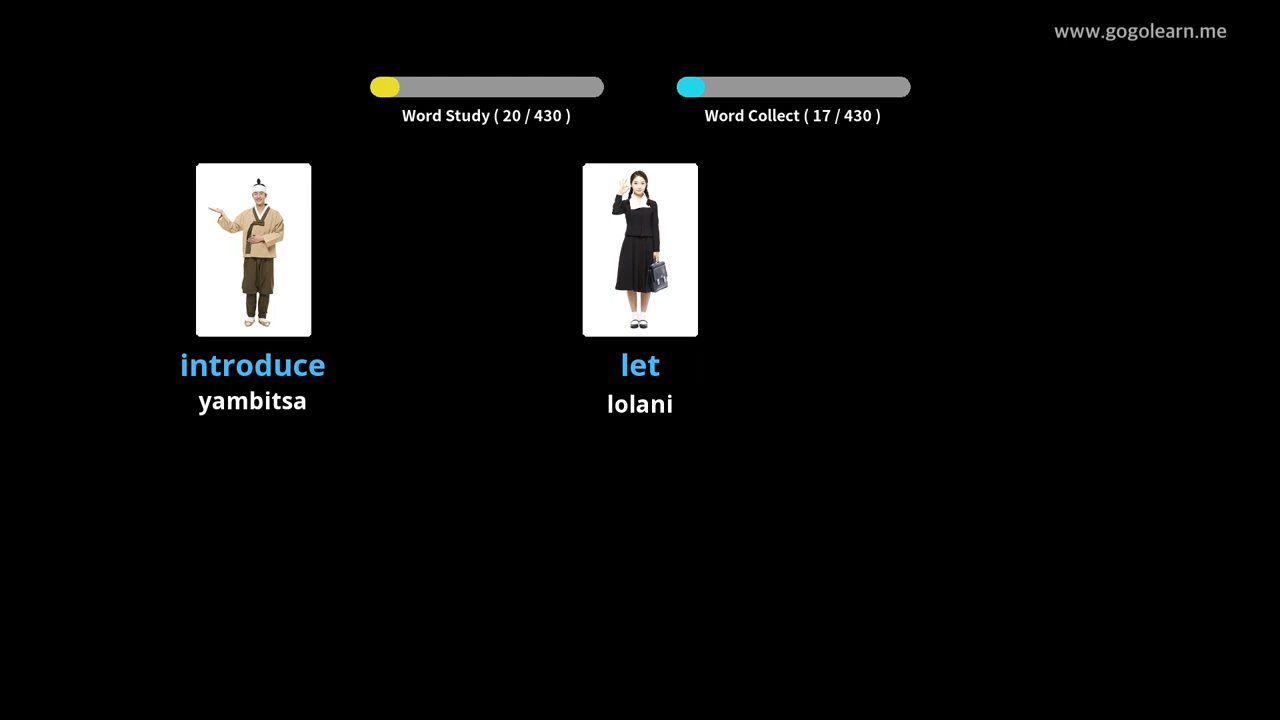 www.gogolearn.me
Word Study ( 20 / 430 )
Word Collect ( 17 / 430 )
introduce
yambitsa
let
lolani